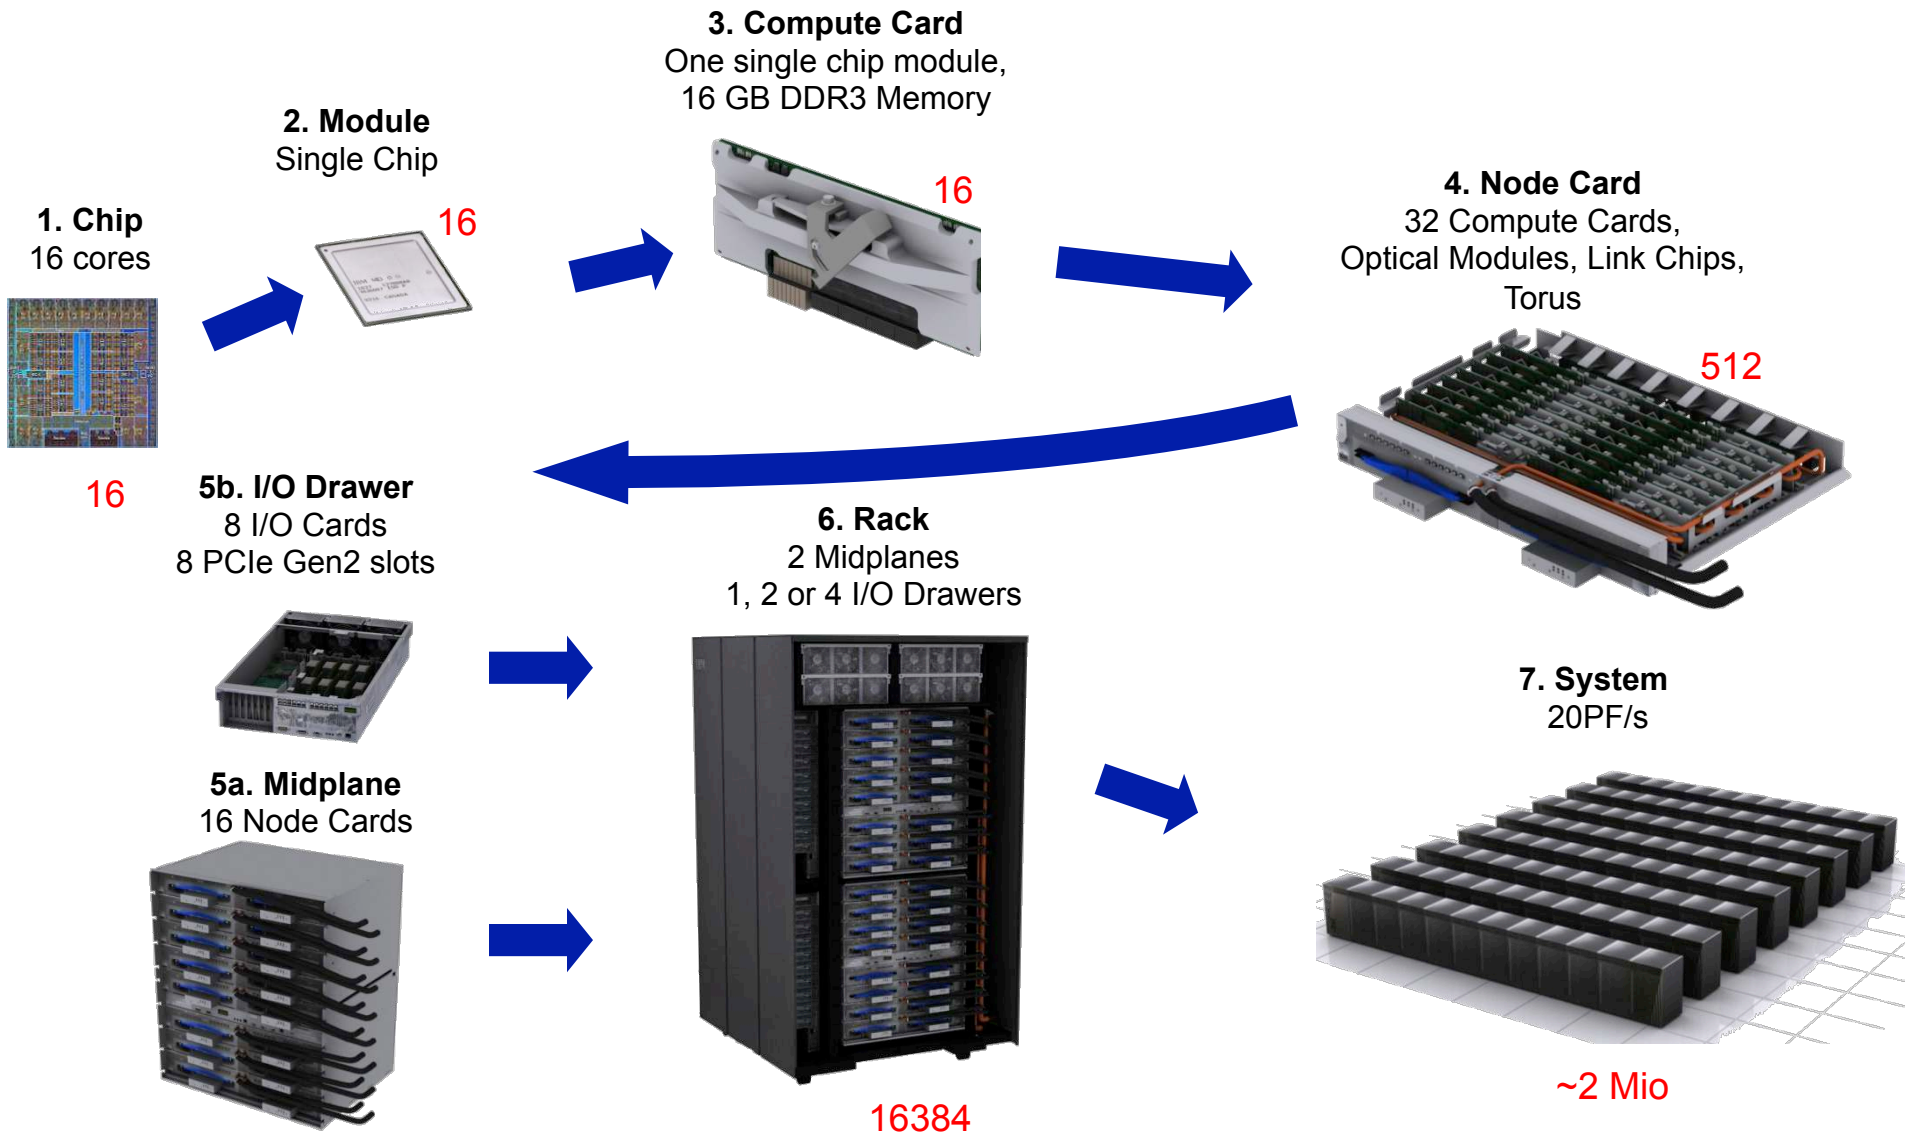 1. Chip
16 cores
16
2. Module
Single Chip
16
3. Compute Card
One single chip module,
16 GB DDR3 Memory
16
4. Node Card
32 Compute Cards,
Optical Modules, Link Chips,
Torus
512
5b. I/O Drawer
8 I/O Cards
8 PCIe Gen2 slots
5a. Midplane
16 Node Cards
6. Rack
2 Midplanes
1, 2 or 4 I/O Drawers
16384
7. System
20PF/s
~2 Mio